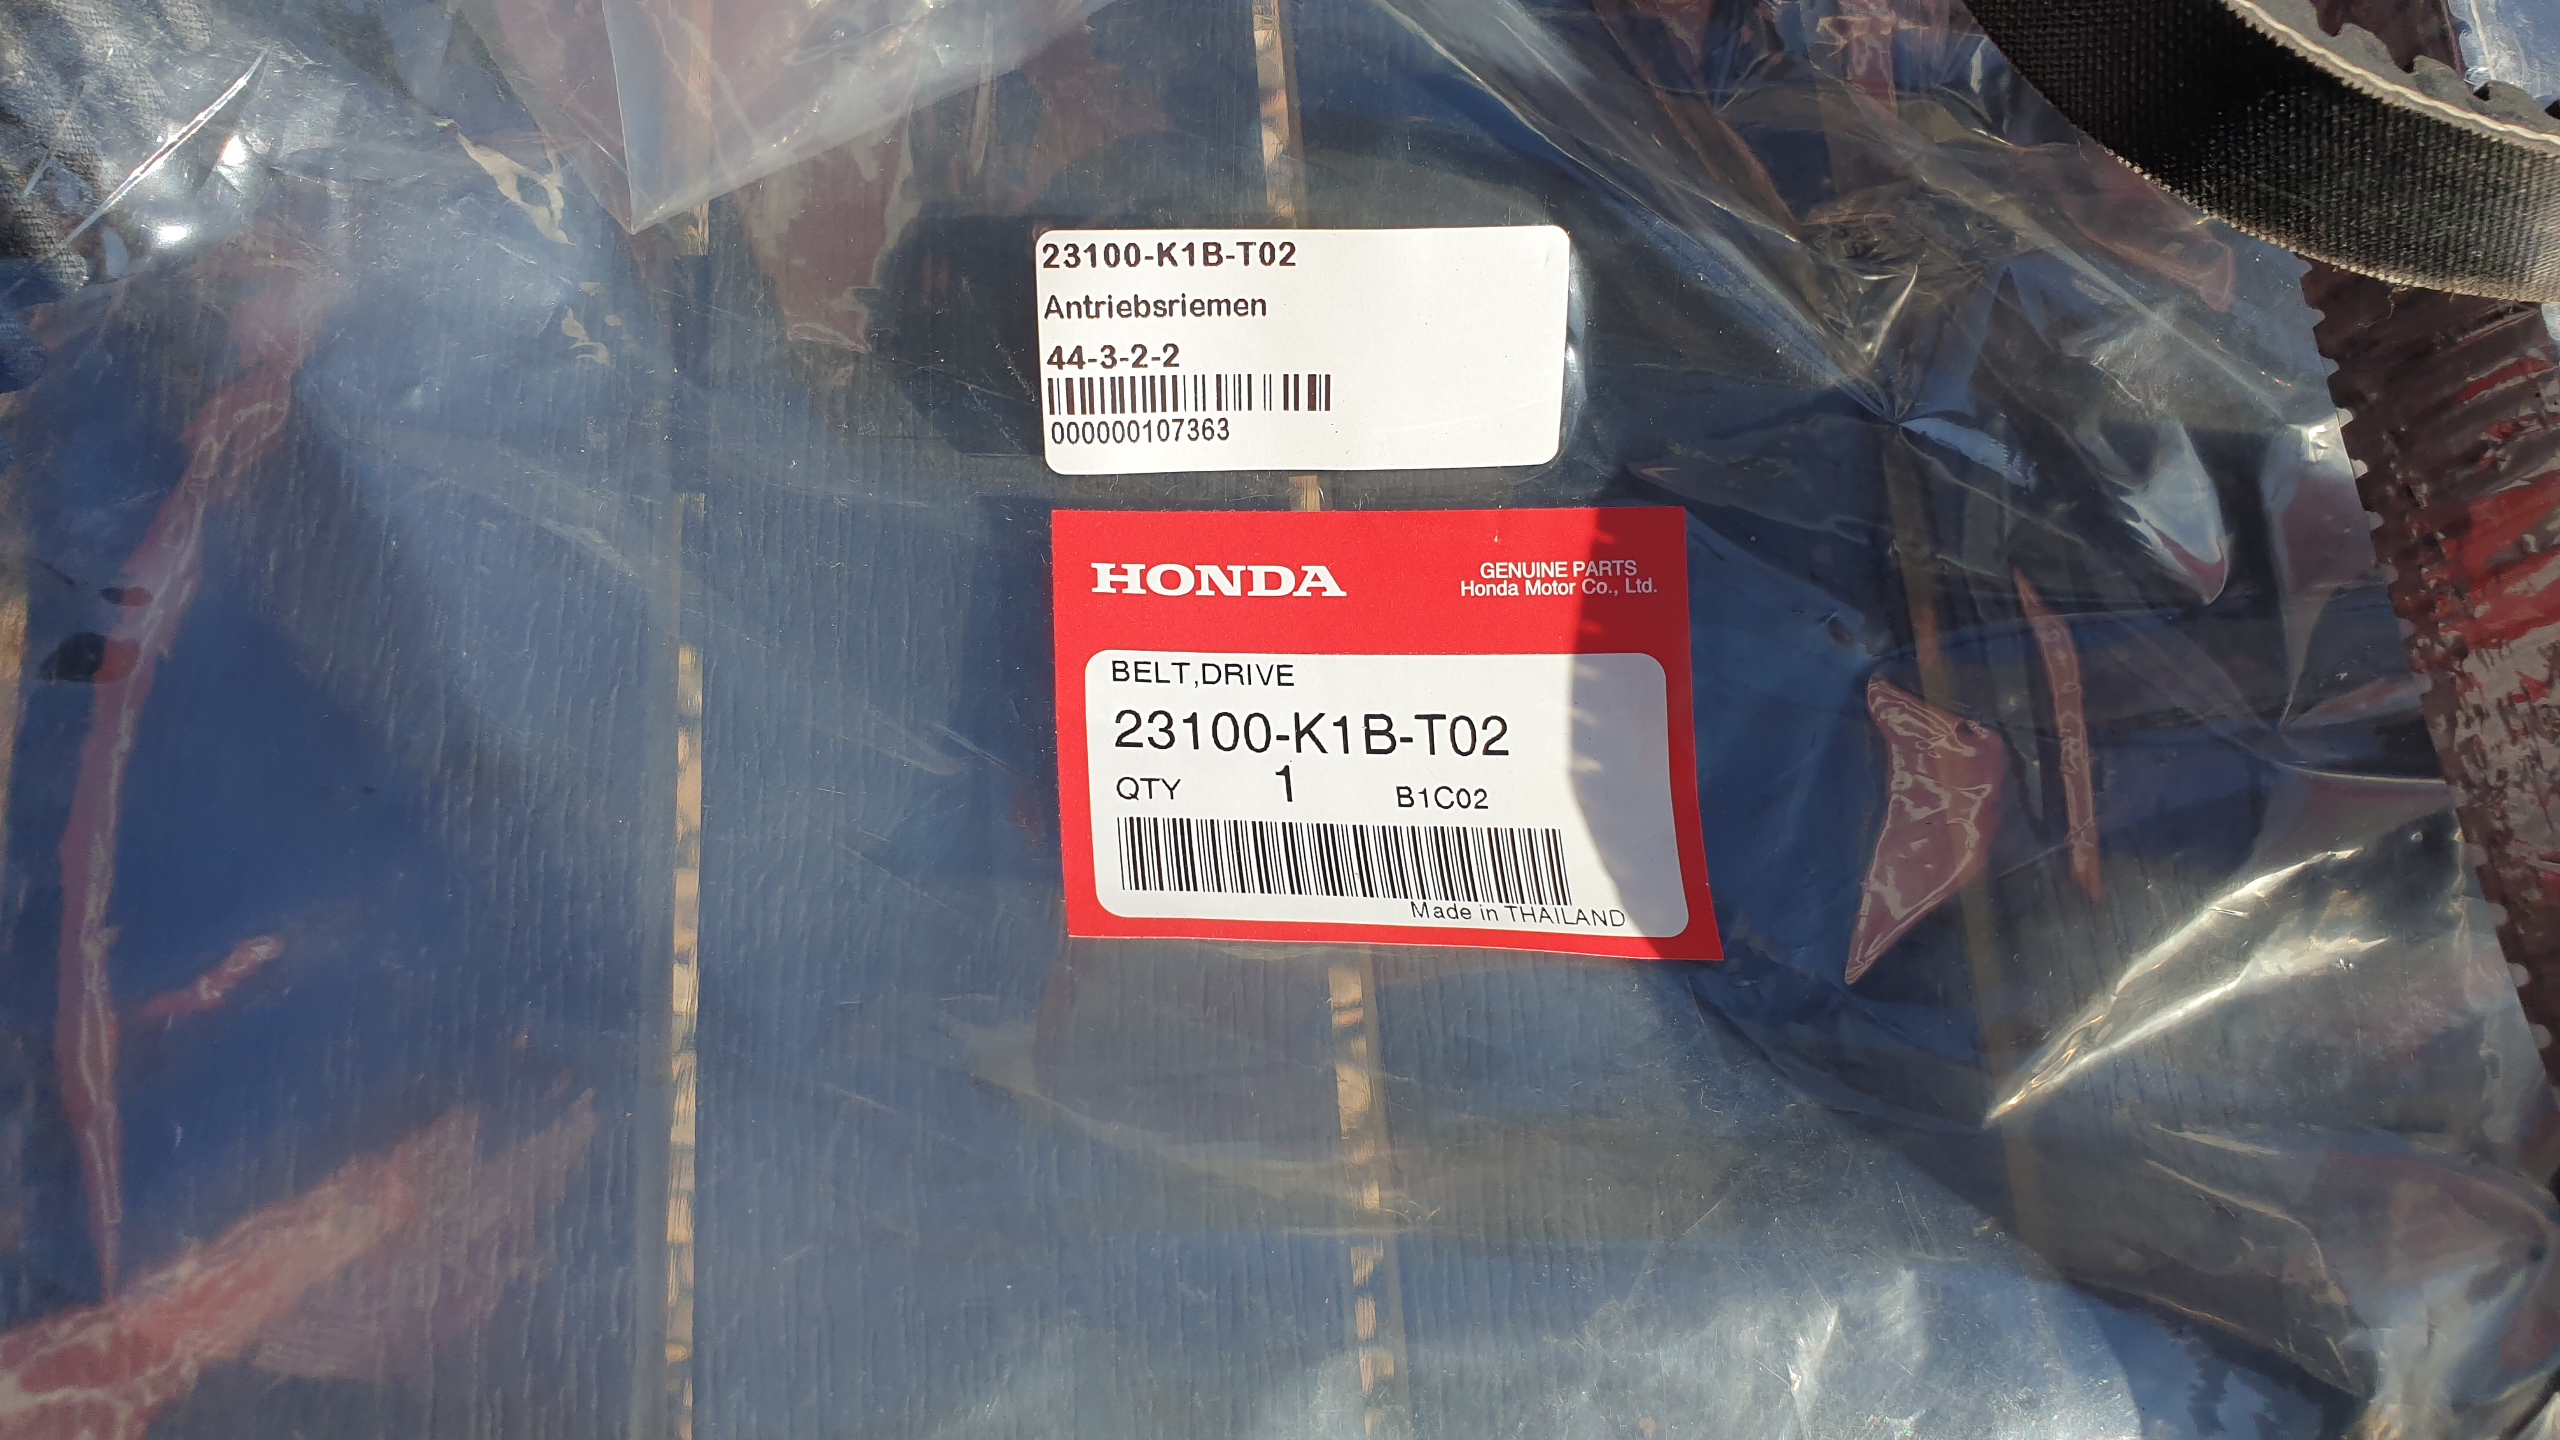 23100-K1B-T02
Antriebsriemen
44-3-2-2
000000107363
HONDA
GENUINE PARTS
Honda Motor Co., Ltd.
BELT,DRIVE
23100-K1B-T02
QTY 1 B1C02
Made in THAILAND